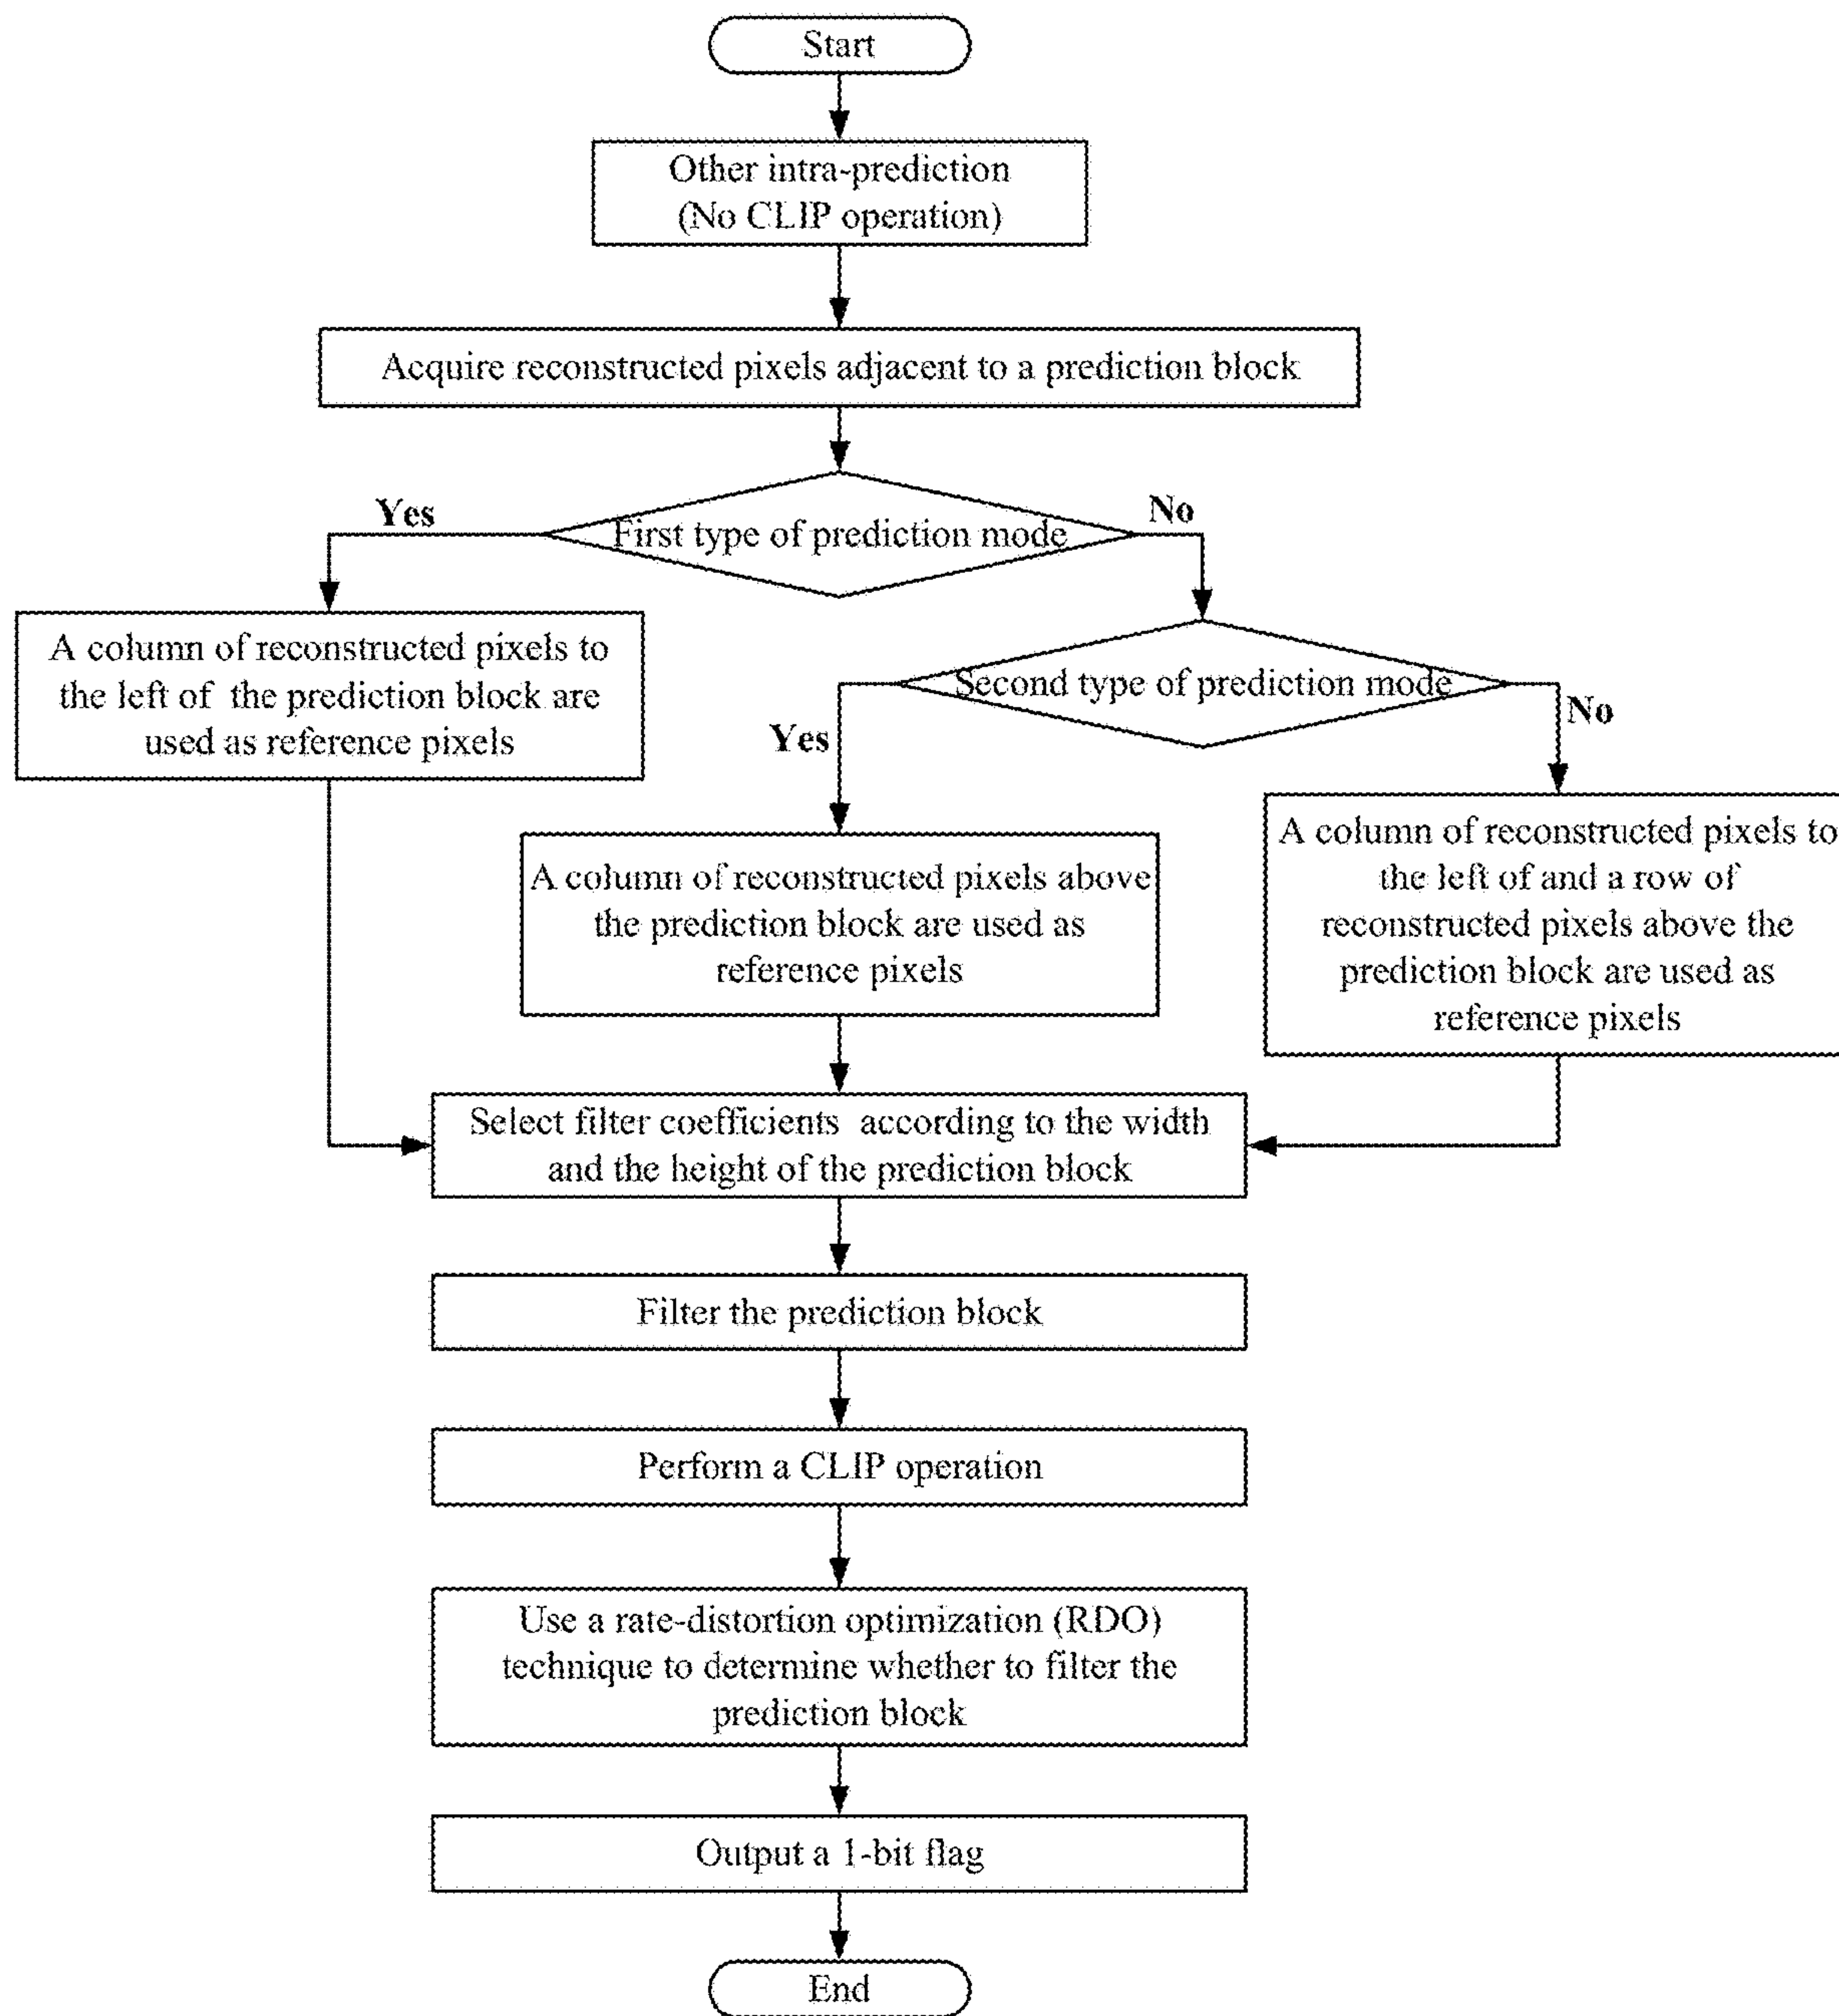 Start
Other intra-prediction
(No CLIP operation)
Acquire reconstructed pixels adjacent to a prediction block
Yes
First type of prediction mode
No
A column of reconstructed pixels to
the left of the prediction block are
used as reference pixels
Second type of prediction mode
Yes
No
A column of reconstructed pixels above
the prediction block are used as
reference pixels
A column of reconstructed pixels to
the left of and a row of
reconstructed pixels above the
prediction block are used as
reference pixels
Select filter coefficients according to the width
and the height of the prediction block
Filter the prediction block
Perform a CLIP operation
Use a rate-distortion optimization (RDO)
technique to determine whether to filter the
prediction block
Output a 1-bit flag
End